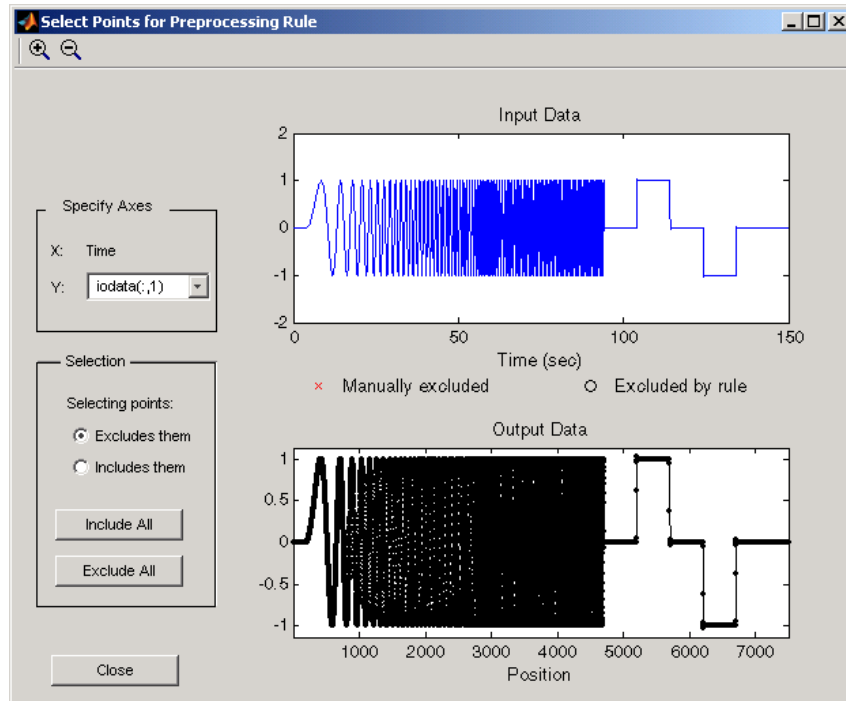 Select Points for Preprocessing Rule
Specify Axes
X: Time
Y: iodata(:,1)
Selection
Selecting points:
Excludes them
Includes them
Include All
Exclude All
Close
Input Data
2
1
0
-1
-2
0 50 100 150
Time (sec)
× Manually excluded O Excluded by rule
Output Data
1
0.5
0
-0.5
-1
1000 2000 3000 4000 5000 6000 7000
Position